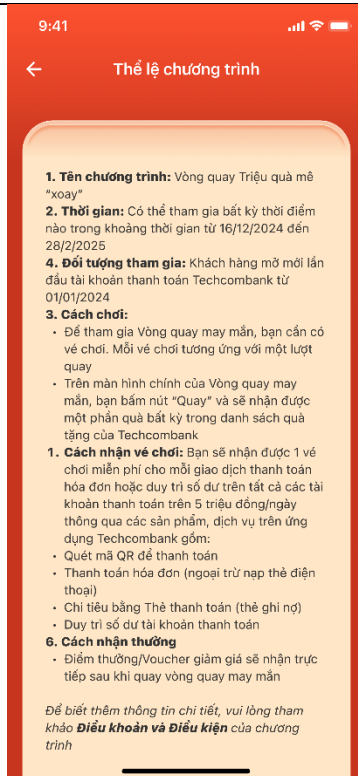 9:41
Thể lệ chương trình
1. Tên chương trình: Vòng quay Triệu quà mê
“xoay”
2. Thời gian: Có thể tham gia bất kỳ thời điểm
nào trong khoảng thời gian từ 16/12/2024 đến
28/2/2025
4. Đối tượng tham gia: Khách hàng mở mới lần
đầu tài khoản thanh toán Techcombank từ
01/01/2024
3. Cách chơi:
• Để tham gia Vòng quay may mắn, bạn cần có
vé chơi. Mỗi vé chơi tương ứng với một lượt
quay
• Trên màn hình chính của Vòng quay may
mắn, bạn bấm nút “Quay” và sẽ nhận được
một phần quà bất kỳ trong danh sách quà
tặng của Techcombank
1. Cách nhận vé chơi: Bạn sẽ nhận được 1 vé
chơi miễn phí cho mỗi giao dịch thanh toán
hóa đơn hoặc duy trì số dư trên tất cả các tài
khoản thanh toán trên 5 triệu đồng/ngày
thông qua các sản phẩm, dịch vụ trên ứng
dụng Techcombank gồm:
• Quét mã QR để thanh toán
• Thanh toán hóa đơn (ngoại trừ nạp thẻ điện
thoại)
• Chi tiêu bằng Thẻ thanh toán (thẻ ghi nợ)
• Duy trì số dư tài khoản thanh toán
6. Cách nhận thưởng
• Điểm thưởng/Voucher giảm giá sẽ nhận trực
tiếp sau khi quay vòng quay may mắn
Để biết thêm thông tin chi tiết, vui lòng tham
khảo Điều khoản và Điều kiện của chương
trình